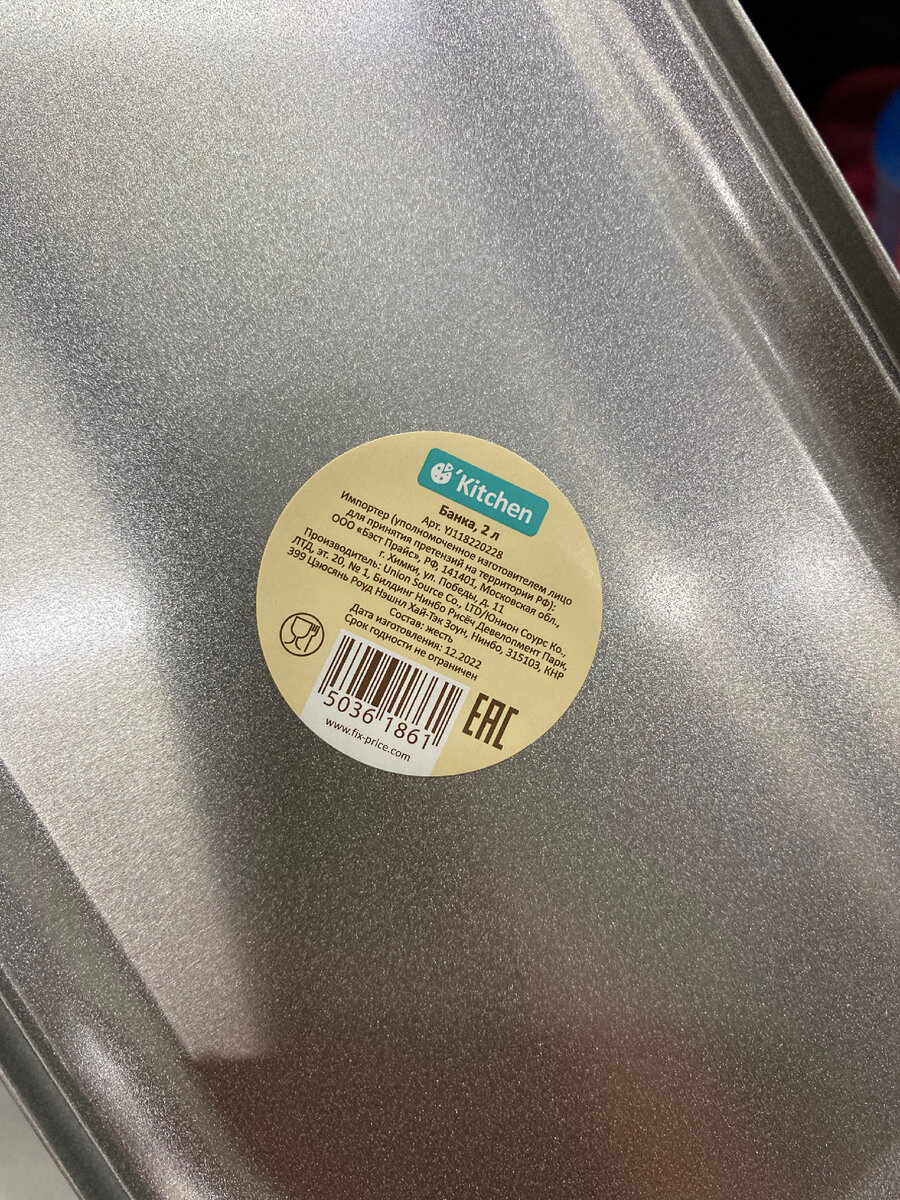 'Kitchen
Банка, 2 л
Арт. YJ118220228
Импортер (уполномоченное изготовителем лицо
для принятия претензий на территории РФ):
ООО «Бэст Прайс», РФ, 141401, Московская обл.,
г. Химки, ул. Победы, д. 11
Производитель: Union Source Co., LTD/Юнион Соурс Ко.,
ЛТД, эт. 20, № 1, Билдинг Нинбо Рисёч Девелопмент Парк,
399 Цзюсянь Роуд Нэшнл Хай-Тэк Зоун, Нинбо, 315103, КНР
Состав: жесть
Дата изготовления: 12.2022
Срок годности не ограничен
5036 1861
www.fix-price.com
EAC